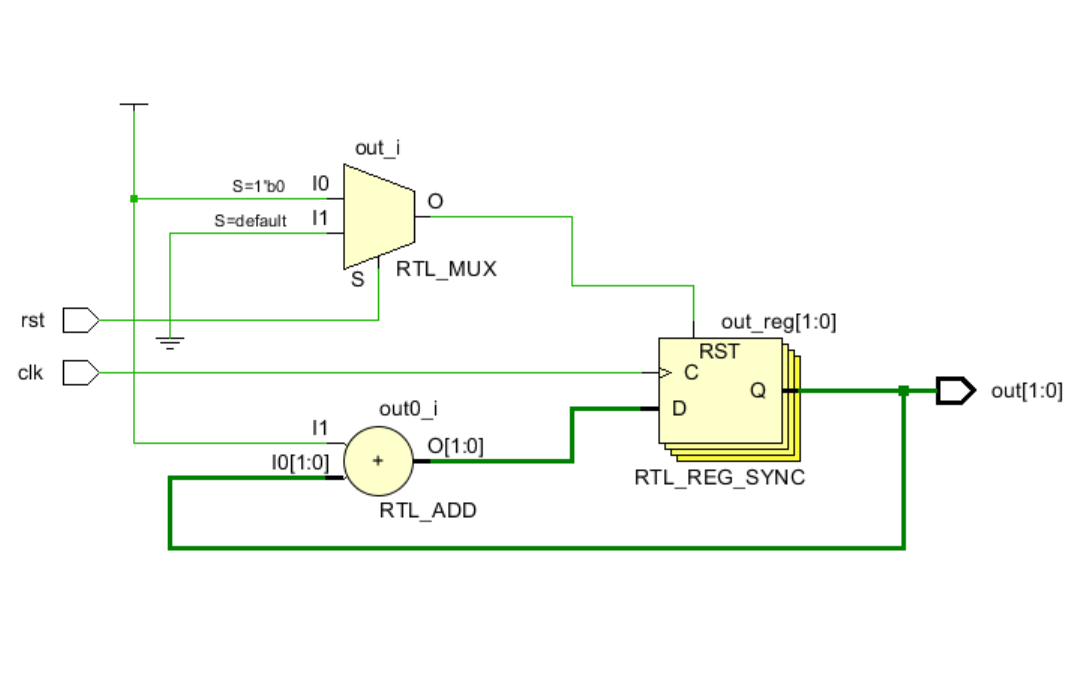 out_i
S=1'b0
I0
S=default
I1
O
S
RTL_MUX
rst
clk
out_reg[1:0]
RST
C
Q
D
out[1:0]
RTL_REG_SYNC
out0_i
I1
I0[1:0]
+
O[1:0]
RTL_ADD